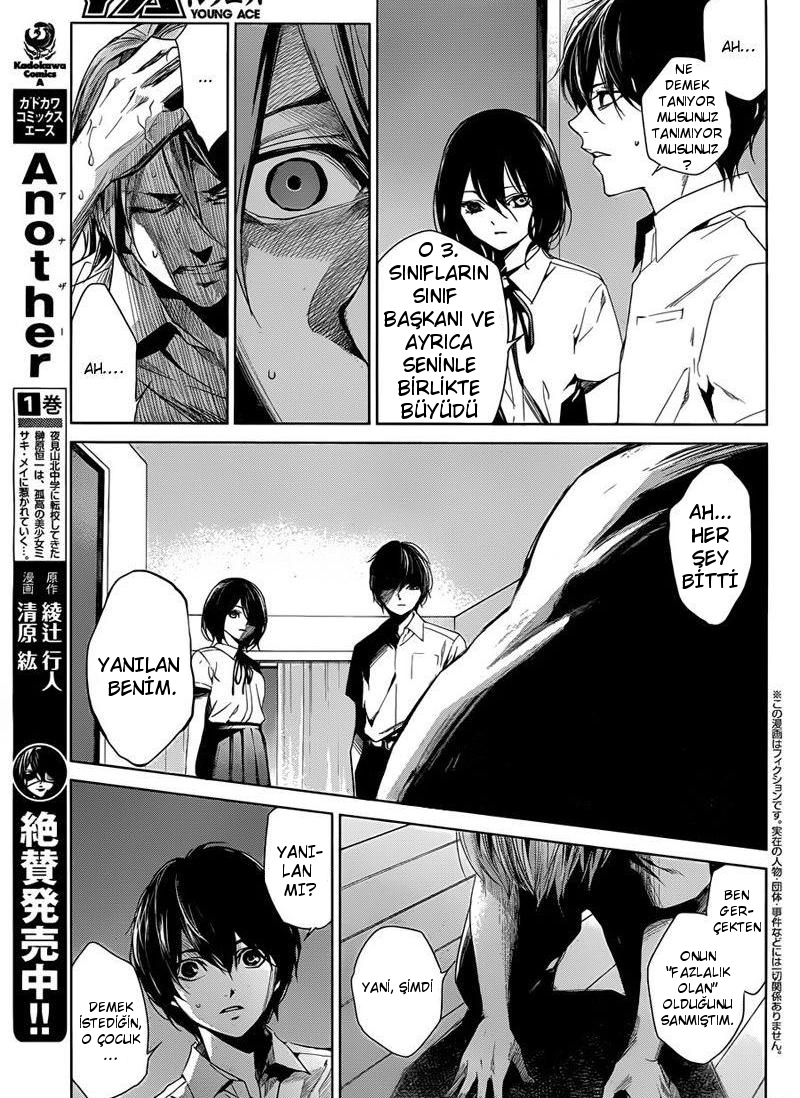 YOUNG ACE
Kadokawa
Comics
A
カドカワ
コミックス
エース
Another
アナザー
1巻
夜見山北中学に転校してきた
榊原恒一は、孤高の美少女ミ
サキ・メイに惹かれていく…。
原作 綾辻行人
漫画 清原 紘
絶賛発売中!!
AH...
NE
DEMEK
TANIYOR
MUSUNUZ
TANIMIYOR
MUSUNUZ
?
O 3.
SINIFLARIN
SINIF
BAŞKANI VE
AYRICA
SENİNLE
BİRLİKTE
BÜYÜDÜ
...
AH....
AH...
HER
ŞEY
BİTTİ
YANILAN
BENİM.
BEN
GER-
ÇEKTEN
ONUN
"FAZLALIK
OLAN"
OLDUĞUNU
SANMIŞTIM.
YANİ, ŞİMDİ
YANI-
LAN
MI?
DEMEK
İSTEDİĞİN,
O ÇOCUK
...
※この漫画はフィクションです。実在の人物・団体・事件などには一切関係ありません。